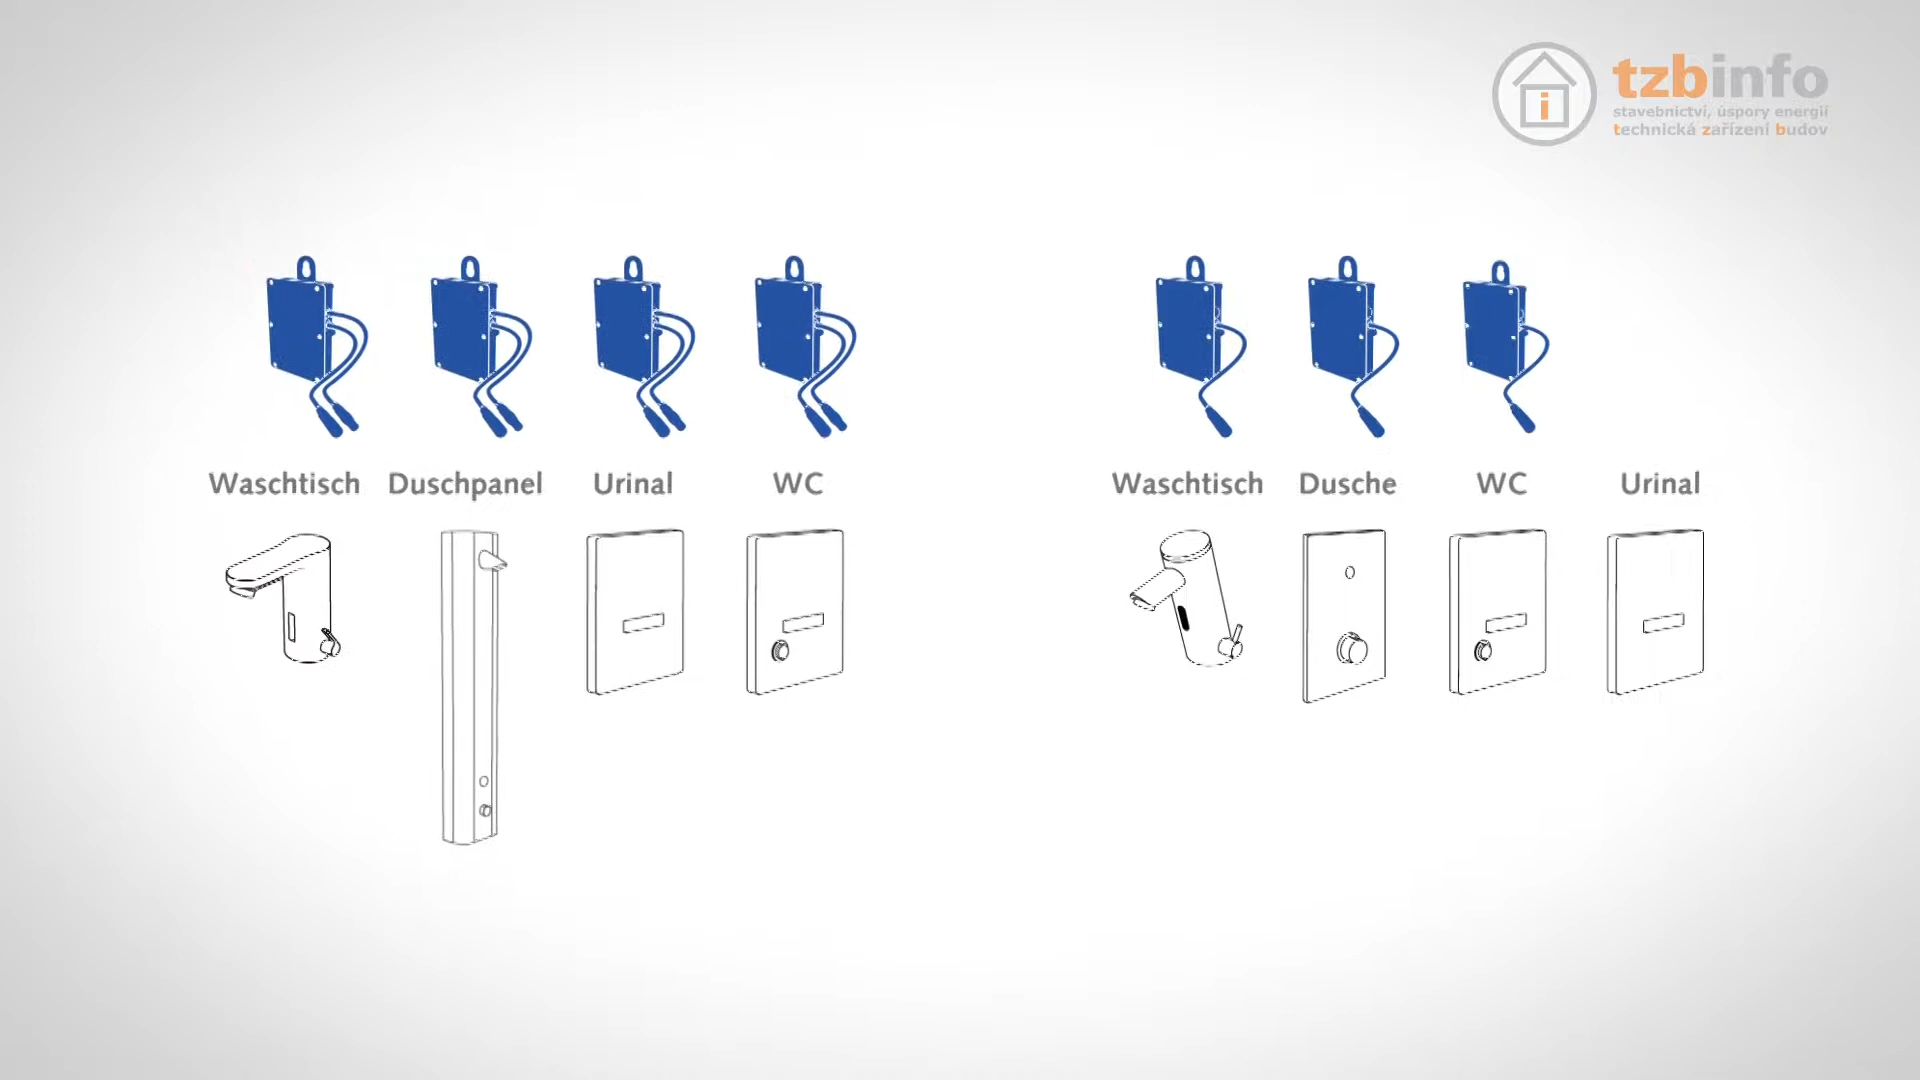 tzbinfo
stavebnictví, úspory energií
technická zařízení budov
Waschtisch Duschpanel Urinal WC Waschtisch Dusche WC Urinal